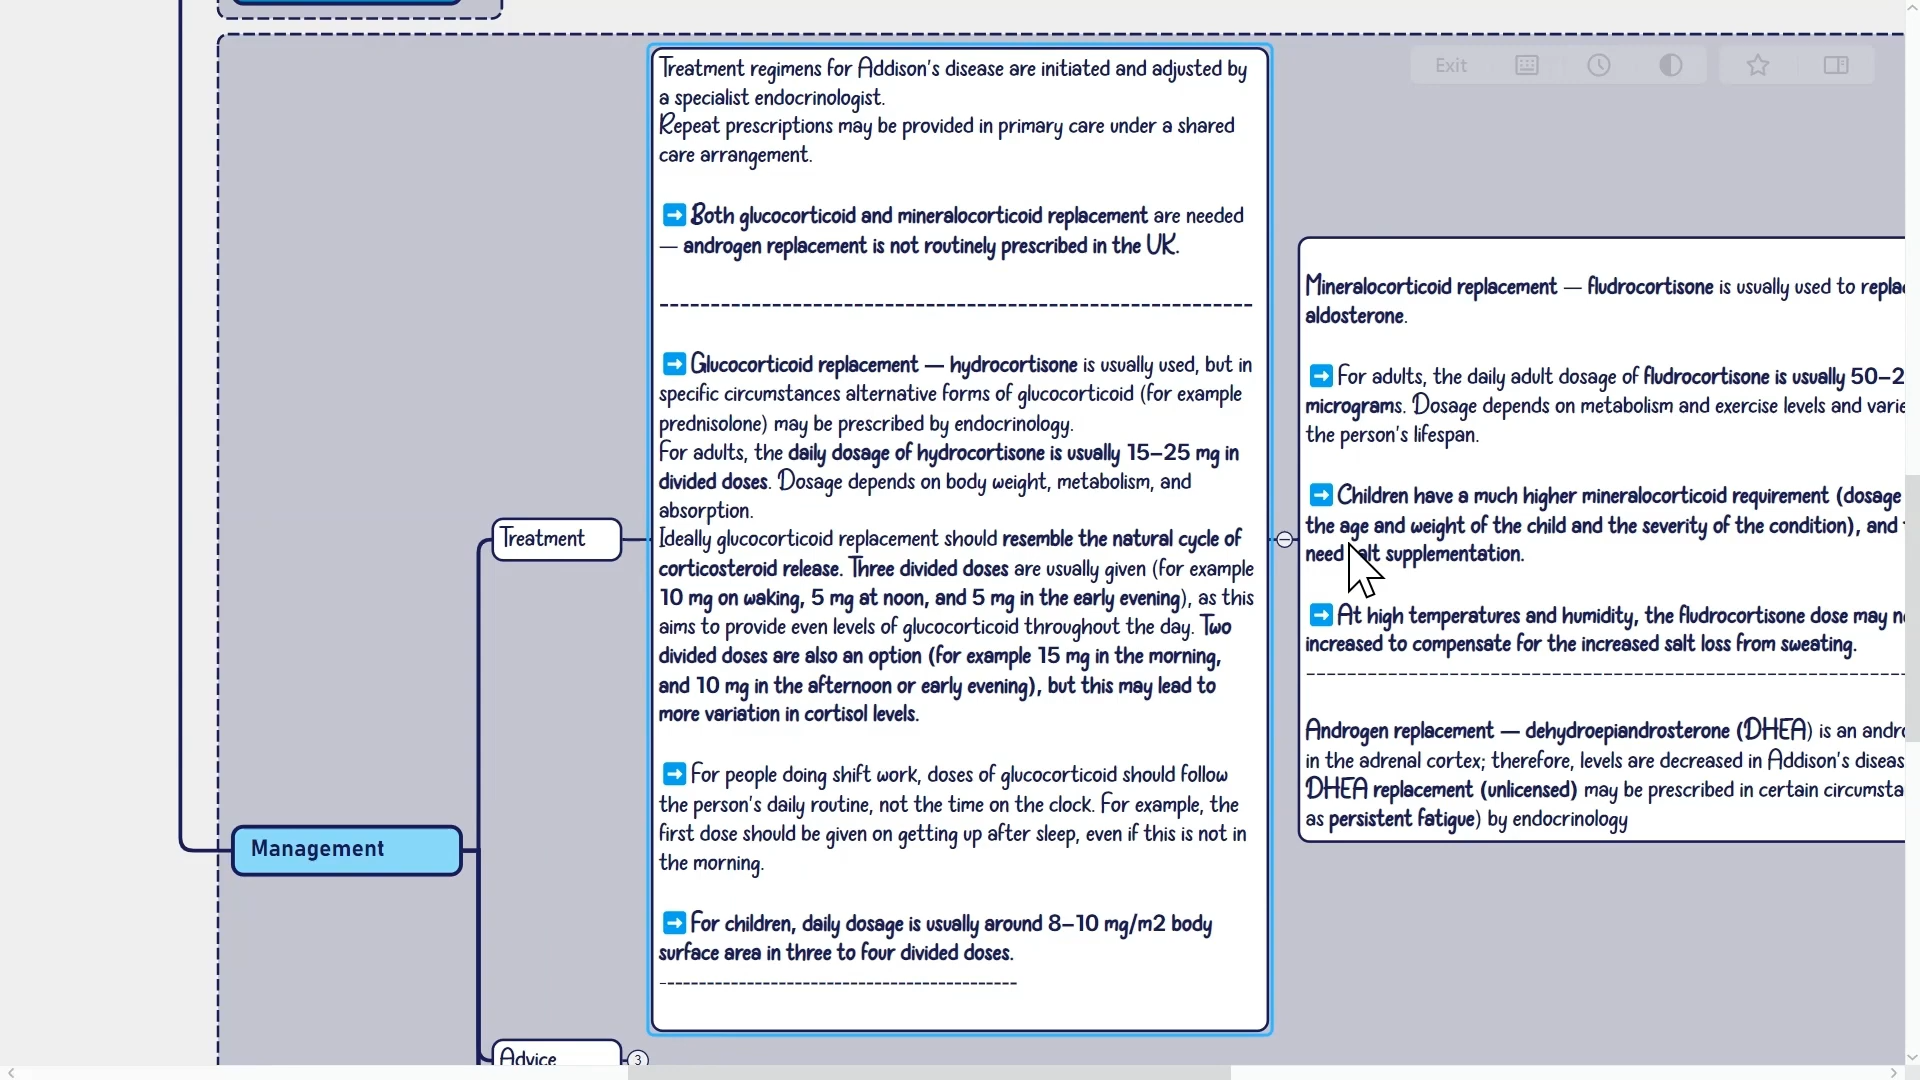 Exit
Treatment regimens for Addison's disease are initiated and adjusted by
a specialist endocrinologist.
Repeat prescriptions may be provided in primary care under a shared
care arrangement.
➡Both glucocorticoid and mineralocorticoid replacement are needed
— androgen replacement is not routinely prescribed in the UK.
----------------------------------------------------------
➡Glucocorticoid replacement — hydrocortisone is usually used, but in
specific circumstances alternative forms of glucocorticoid (for example
prednisolone) may be prescribed by endocrinology.
For adults, the daily dosage of hydrocortisone is usually 15–25 mg in
divided doses. Dosage depends on body weight, metabolism, and
absorption.
Ideally glucocorticoid replacement should resemble the natural cycle of
corticosteroid release. Three divided doses are usually given (for example
10 mg on waking, 5 mg at noon, and 5 mg in the early evening), as this
aims to provide even levels of glucocorticoid throughout the day. Two
divided doses are also an option (for example 15 mg in the morning,
and 10 mg in the afternoon or early evening), but this may lead to
more variation in cortisol levels.
➡For people doing shift work, doses of glucocorticoid should follow
the person's daily routine, not the time on the clock. For example, the
first dose should be given on getting up after sleep, even if this is not in
the morning.
➡For children, daily dosage is usually around 8–10 mg/m2 body
surface area in three to four divided doses.
--------------------------------------------
Mineralocorticoid replacement — fludrocortisone is usually used to
aldosterone.
➡For adults, the daily adult dosage of fludrocortisone is usually 50–2
micrograms. Dosage depends on metabolism and exercise levels and
the person's lifespan.
➡Children have a much higher mineralocorticoid requirement (dosage
the age and weight of the child and the severity of the condition), and
need supplementation.
➡At high temperatures and humidity, the fludrocortisone dose may
increased to compensate for the increased salt loss from sweating.
----------------------------------------------------------
Androgen replacement — dehydroepiandrosterone (DHEA) is an
in the adrenal cortex; therefore, levels are decreased in Addison's
DHEA replacement (unlicensed) may be prescribed in certain
as persistent fatigue) by endocrinology
Treatment
Management
Advice
3